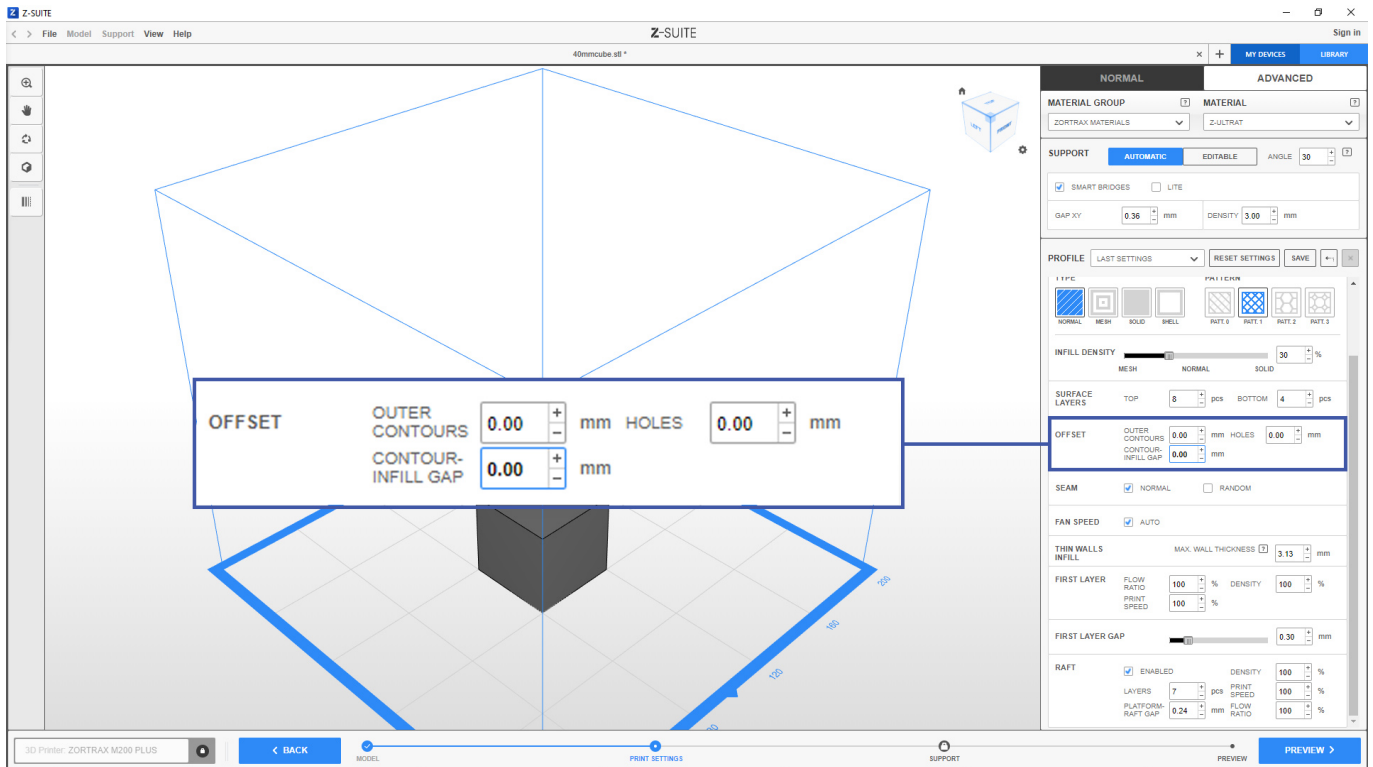 Z-SUITE
File Model Support View Help
Z-SUITE
Sign in
40mmcube.stl *
MY DEVICES
LIBRARY
NORMAL
ADVANCED
MATERIAL GROUP ?
MATERIAL ?
ZORTRAX MATERIALS
Z-ULTRAT
SUPPORT AUTOMATIC EDITABLE ANGLE 30 ?
SMART BRIDGES LITE
GAP XY 0.36 mm DENSITY 3.00 mm
PROFILE LAST SETTINGS RESET SETTINGS SAVE
TYPE PATTERN
NORMAL MESH SOLID SHELL PATT. 0 PATT. 1 PATT. 2 PATT. 3
INFILL DENSITY 30 %
MESH NORMAL SOLID
SURFACE
LAYERS TOP 8 pcs BOTTOM 4 pcs
OFFSET OUTER
CONTOURS 0.00 mm HOLES 0.00 mm
CONTOUR-
INFILL GAP 0.00 mm
SEAM NORMAL RANDOM
FAN SPEED AUTO
THIN WALLS
INFILL MAX. WALL THICKNESS ? 3.13 mm
FIRST LAYER FLOW
RATIO 100 % DENSITY 100 %
PRINT
SPEED 100 %
FIRST LAYER GAP 0.30 mm
RAFT ENABLED DENSITY 100 %
LAYERS 7 pcs PRINT
SPEED 100 %
PLATFORM-
RAFT GAP 0.24 mm FLOW
RATIO 100 %
LEFT
FRONT
OFFSET OUTER
CONTOURS 0.00 mm HOLES 0.00 mm
CONTOUR-
INFILL GAP 0.00 mm
200
160
120
3D Printer: ZORTRAX M200 PLUS
BACK
MODEL
PRINT SETTINGS
SUPPORT
PREVIEW
PREVIEW